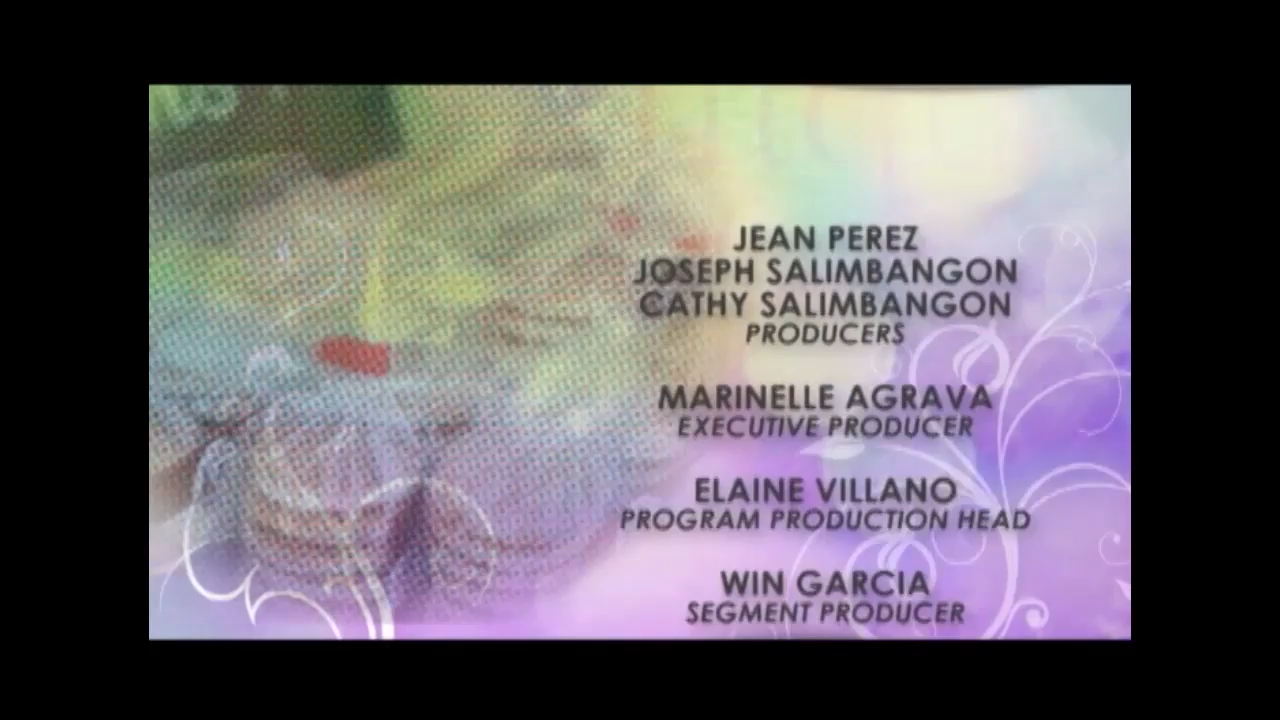 JEAN PEREZ
JOSEPH SALIMBANGON
CATHY SALIMBANGON
PRODUCERS
MARINELLE AGRAVA
EXECUTIVE PRODUCER
ELAINE VILLANO
PROGRAM PRODUCTION HEAD
WIN GARCIA
SEGMENT PRODUCER